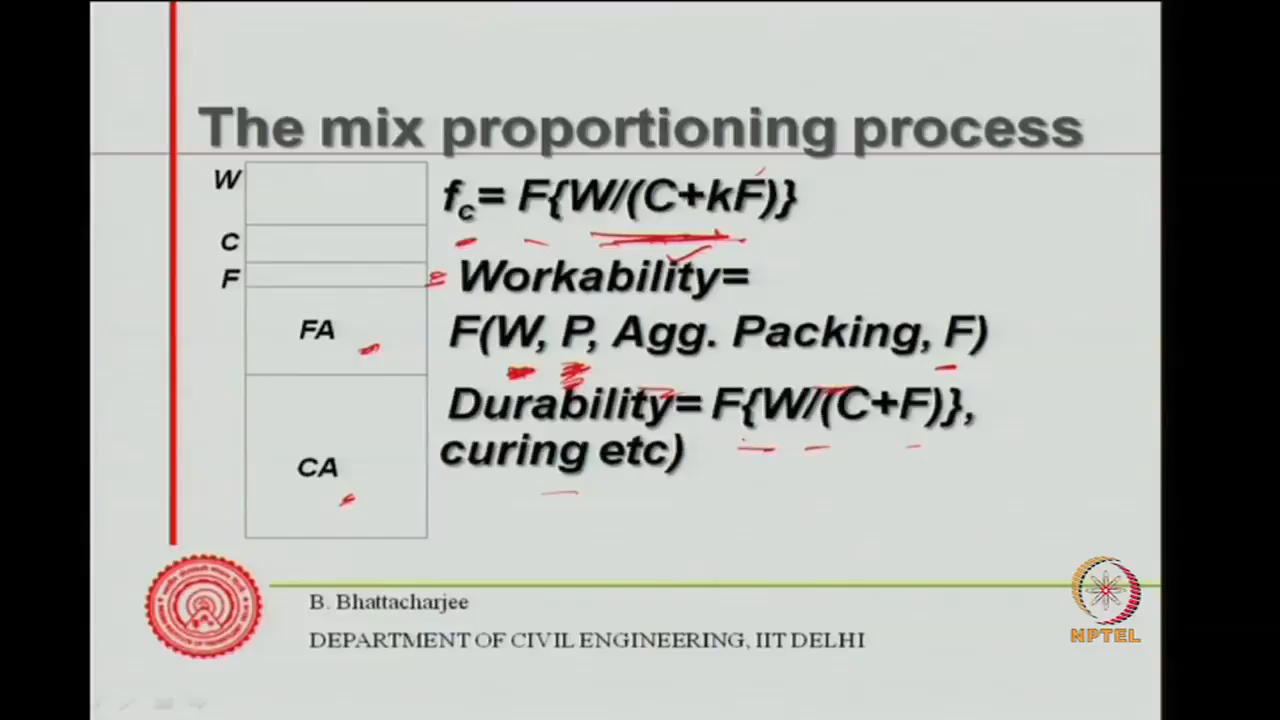 The mix proportioning process
W
C
F
FA
CA
fc= F{W/(C+kF)}
Workability=
F(W, P, Agg. Packing, F)
Durability= F{W/(C+F)},
curing etc)
B. Bhattacharjee
DEPARTMENT OF CIVIL ENGINEERING, IIT DELHI
NPTEL